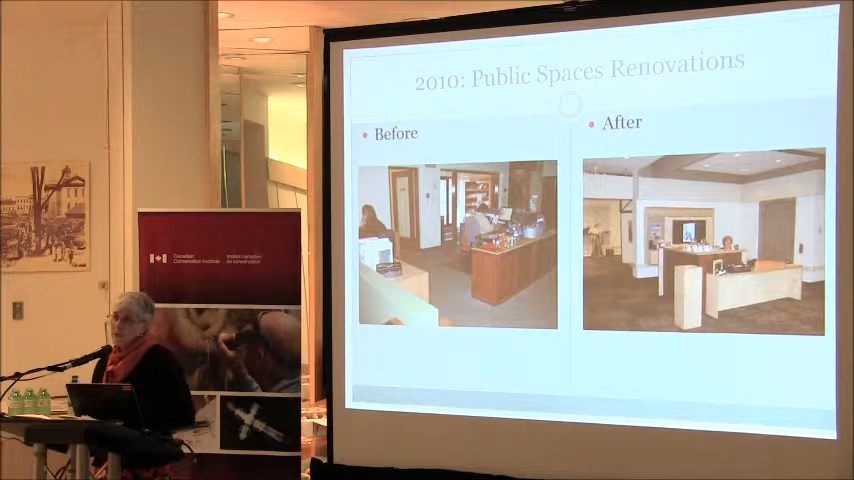 2010: Public Spaces Renovations
Before
After
Canadian Conservation Institute
Institut canadien de conservation